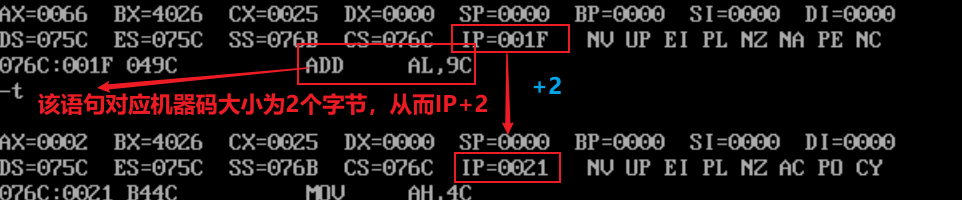 AX=0066  BX=4026  CX=0025  DX=0000  SP=0000  BP=0000  SI=0000  DI=0000
DS=075C  ES=075C  SS=076B  CS=076C  IP=001F   NV UP EI PL NZ NA PE NC
076C:001F 049C          ADD     AL,9C
-t
该语句对应机器码大小为2个字节，从而IP+2
+2
AX=0002  BX=4026  CX=0025  DX=0000  SP=0000  BP=0000  SI=0000  DI=0000
DS=075C  ES=075C  SS=076B  CS=076C  IP=0021   NV UP EI PL NZ AC PO CY
076C:0021 B44C          MOV     AH,4C